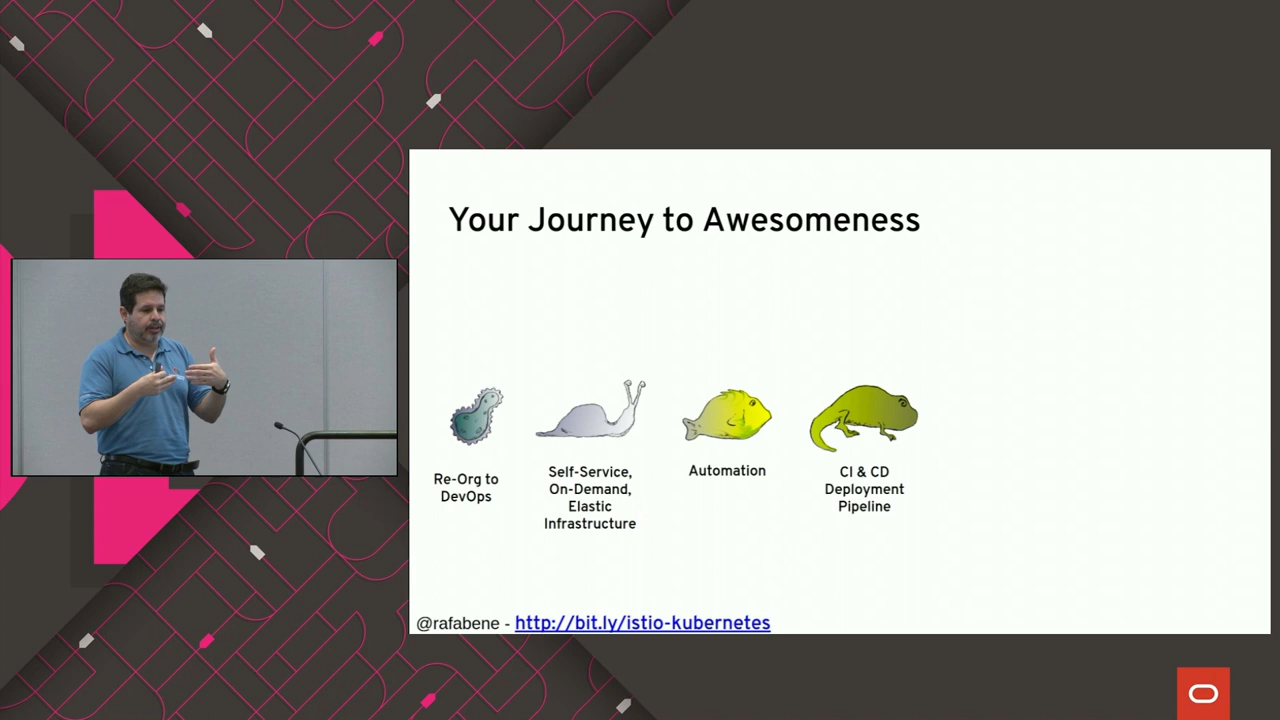 Your Journey to Awesomeness
Re-Org to
DevOps
Self-Service,
On-Demand,
Elastic
Infrastructure
Automation
CI & CD
Deployment
Pipeline
@rafabene - http://bit.ly/istio-kubernetes